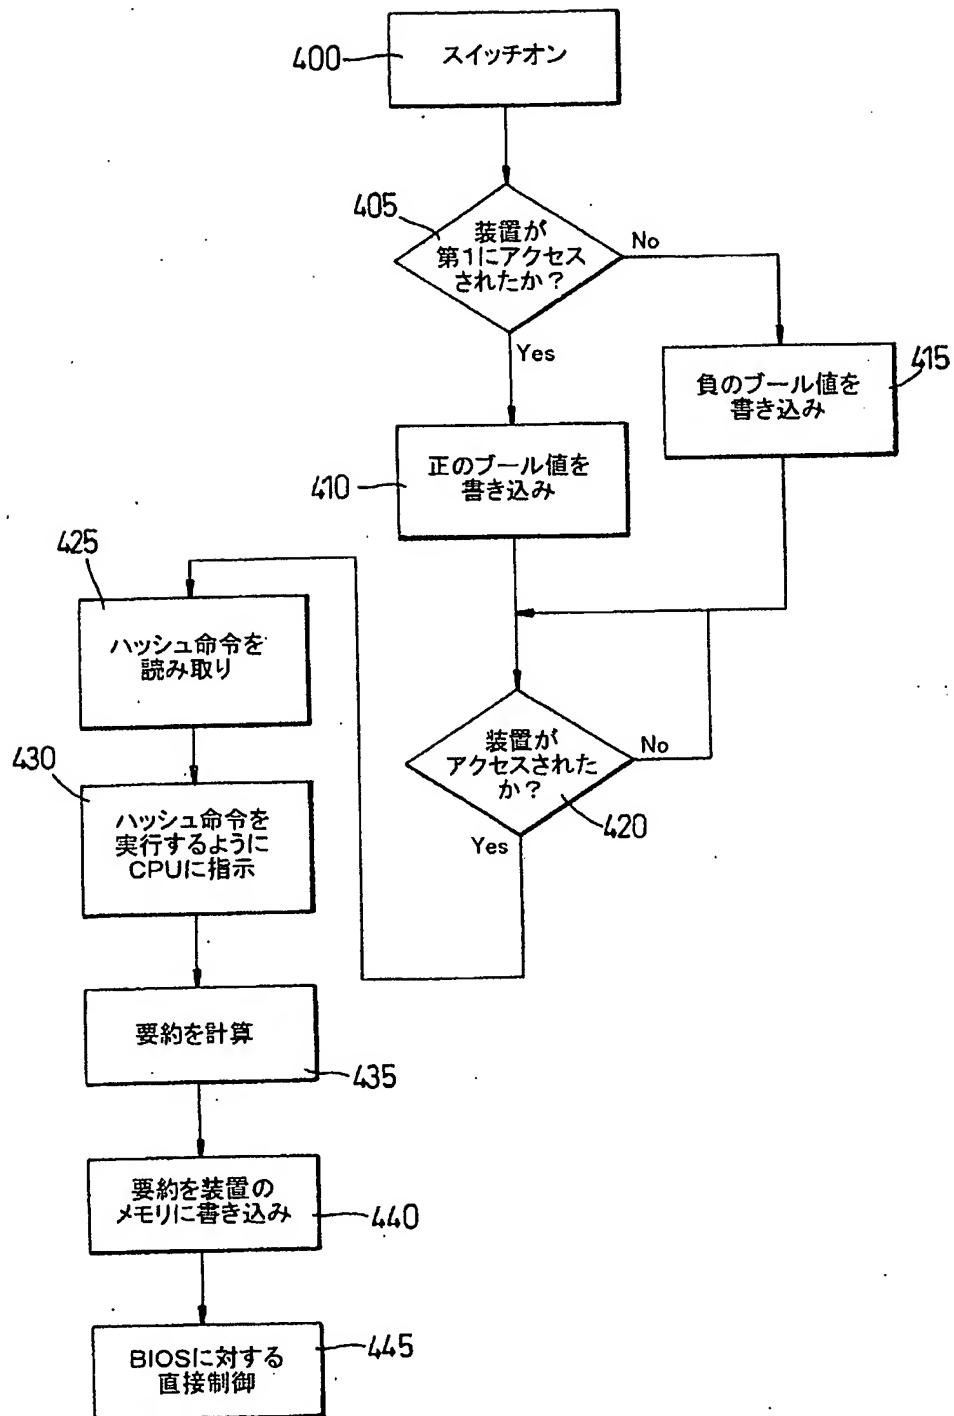 400
スイッチオン
405
装置が
第1にアクセス
されたか？
No
Yes
415
負のブール値を
書き込み
410
正のブール値を
書き込み
425
ハッシュ命令を
読み取り
装置が
アクセスされた
か？
No
420
Yes
430
ハッシュ命令を
実行するように
CPUに指示
要約を計算
435
要約を装置の
メモリに書き込み
440
BIOSに対する
直接制御
445